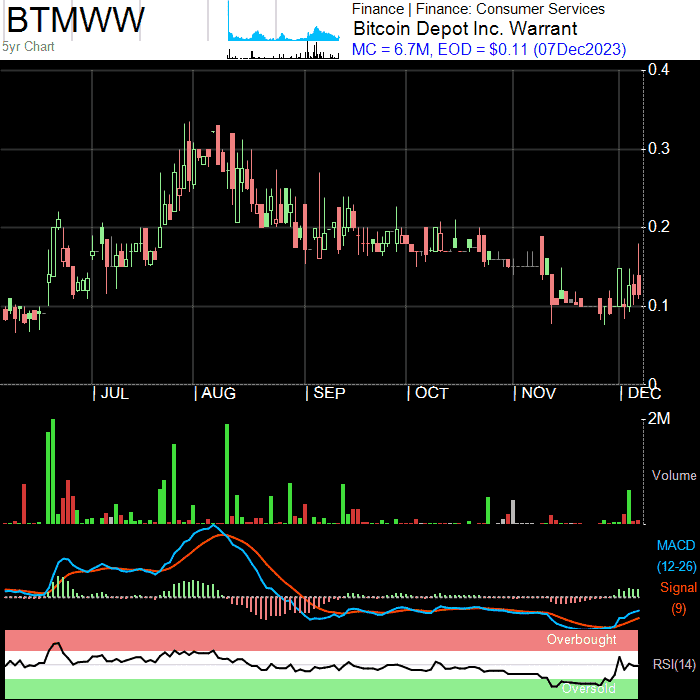 BTMWW
5yr Chart
Finance | Finance: Consumer Services
Bitcoin Depot Inc. Warrant
MC = 6.7M, EOD = $0.11 (07Dec2023)
0.4
0.3
0.2
0.1
0
| JUL | AUG | SEP | OCT | NOV | DEC
2M
Volume
MACD
(12-26)
Signal
(9)
Overbought
RSI(14)
Oversold